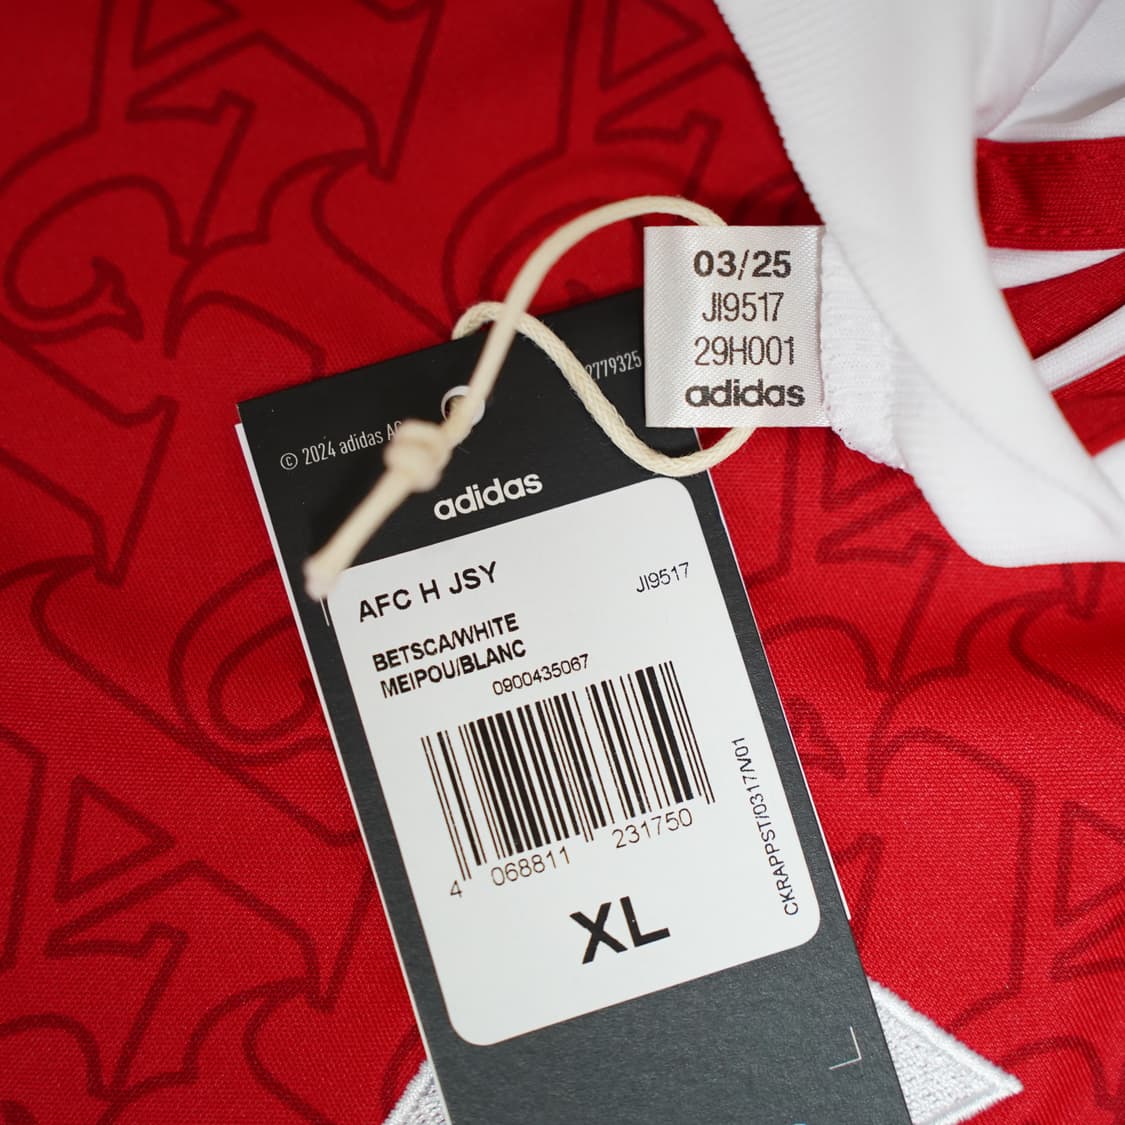 03/25
JI9517
29H001
adidas
© 2024 adidas
2779325
adidas
AFC H JSY
JI9517
BETSCA/WHITE
MEIPOU/BLANC
0900435067
4 068811 231750
CKRAPPST/0317/V01
XL